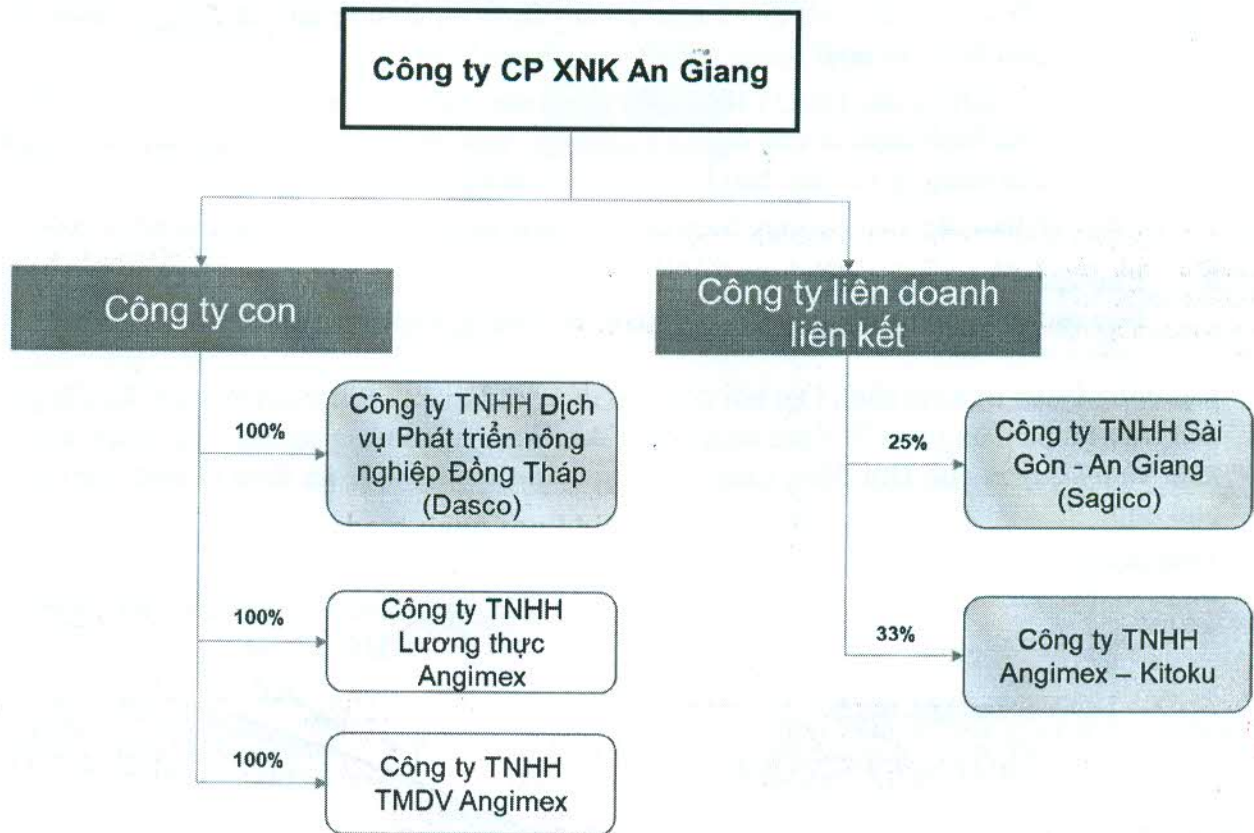 Công ty CP XNK An Giang
Công ty con
Công ty TNHH Dịch
vụ Phát triển nông
nghiệp Đồng Tháp
(Dasco)
100%
Công ty TNHH
Lương thực
Angimex
100%
Công ty TNHH
TMDV Angimex
100%
Công ty liên doanh
liên kết
Công ty TNHH Sài
Gòn - An Giang
(Sagico)
25%
Công ty TNHH
Angimex – Kitoku
33%